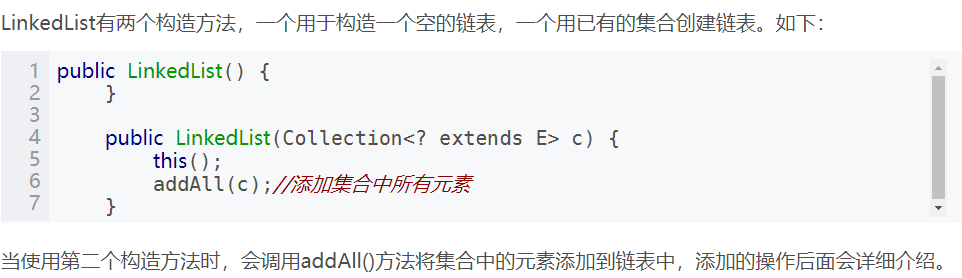 LinkedList有两个构造方法，一个用于构造一个空的链表，一个用已有的集合创建链表。如下：
1 public LinkedList() {
2 }
3
4 public LinkedList(Collection<? extends E> c) {
5 this();
6 addAll(c);//添加集合中所有元素
7 }
当使用第二个构造方法时，会调用addAll()方法将集合中的元素添加到链表中，添加的操作后面会详细介绍。